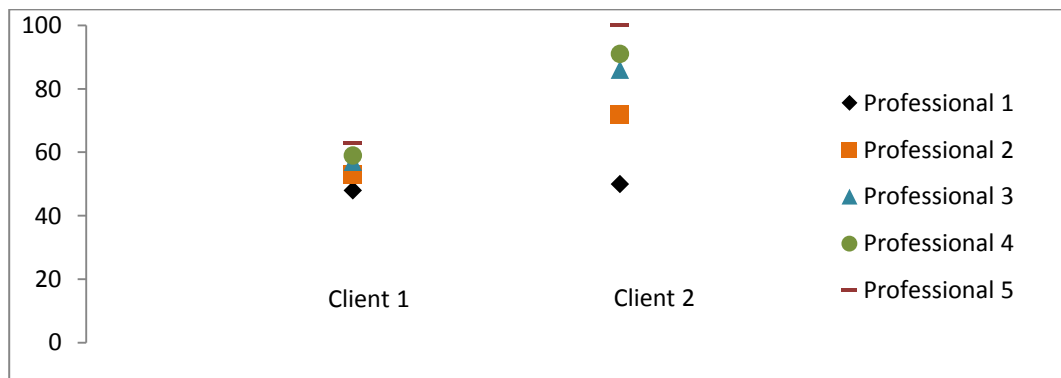 100
80
60
40
20
0
Client 1
Client 2
Professional 1
Professional 2
Professional 3
Professional 4
Professional 5